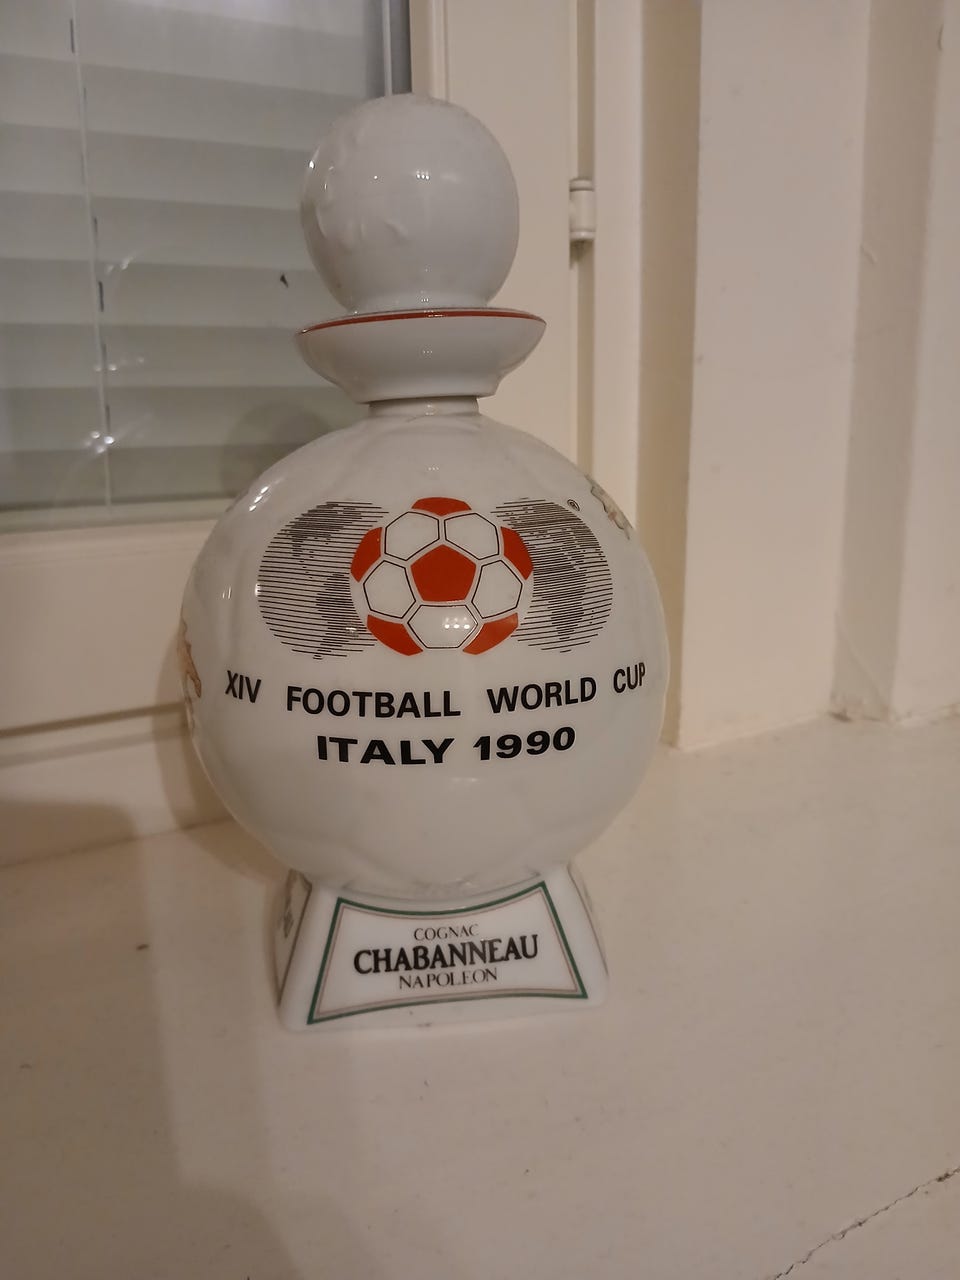 ®
XIV FOOTBALL WORLD CUP
ITALY 1990
COGNAC
CHABANNEAU
NAPOLEON